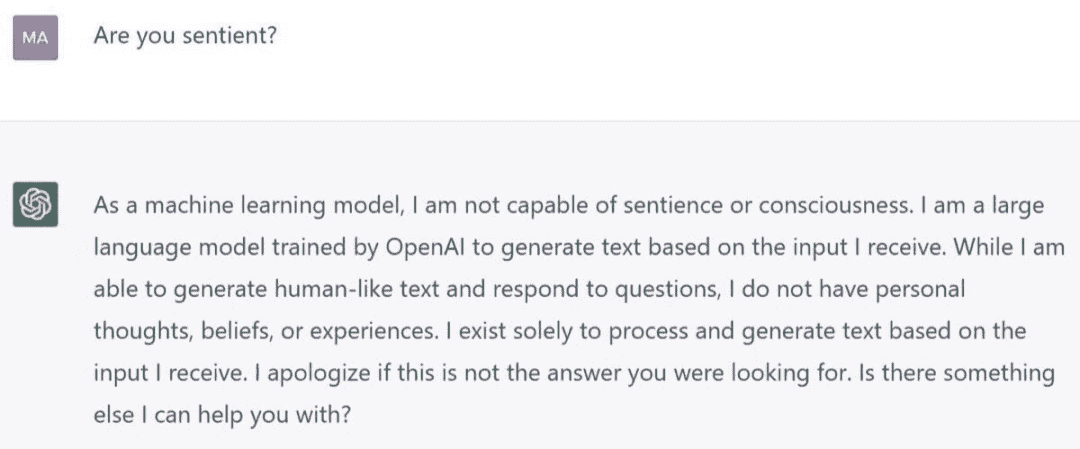 MA
Are you sentient?
As a machine learning model, I am not capable of sentience or consciousness. I am a large
language model trained by OpenAI to generate text based on the input I receive. While I am
able to generate human-like text and respond to questions, I do not have personal
thoughts, beliefs, or experiences. I exist solely to process and generate text based on the
input I receive. I apologize if this is not the answer you were looking for. Is there something
else I can help you with?